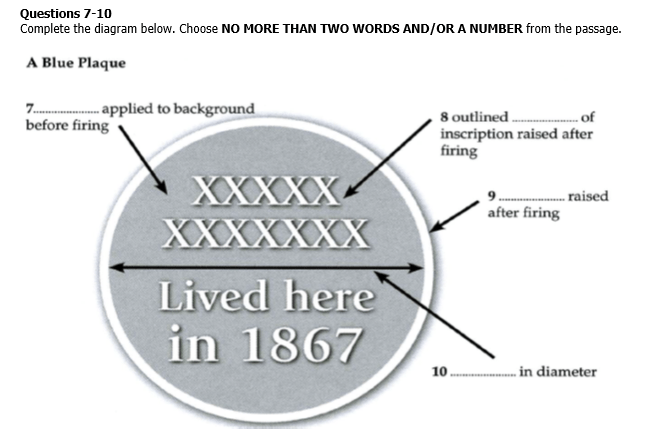 Questions 7-10
Complete the diagram below. Choose NO MORE THAN TWO WORDS AND/OR A NUMBER from the passage.
A Blue Plaque
7..................... applied to background
before firing
8 outlined ..................... of
inscription raised after
firing
9 ..................... raised
after firing
XXXXX
XXXXXXX
Lived here
in 1867
10 ..................... in diameter